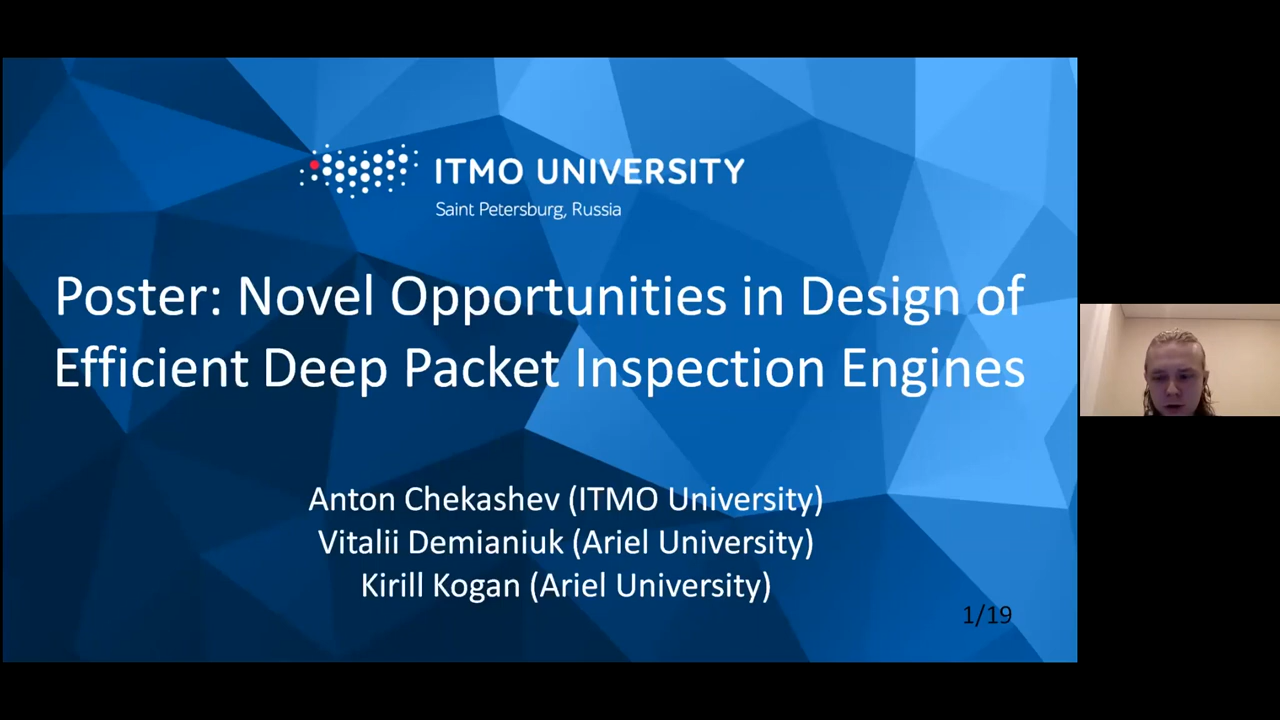 ITMO UNIVERSITY
Saint Petersburg, Russia
Poster: Novel Opportunities in Design of
Efficient Deep Packet Inspection Engines
Anton Chekashev (ITMO University)
Vitalii Demianiuk (Ariel University)
Kirill Kogan (Ariel University)
1/19